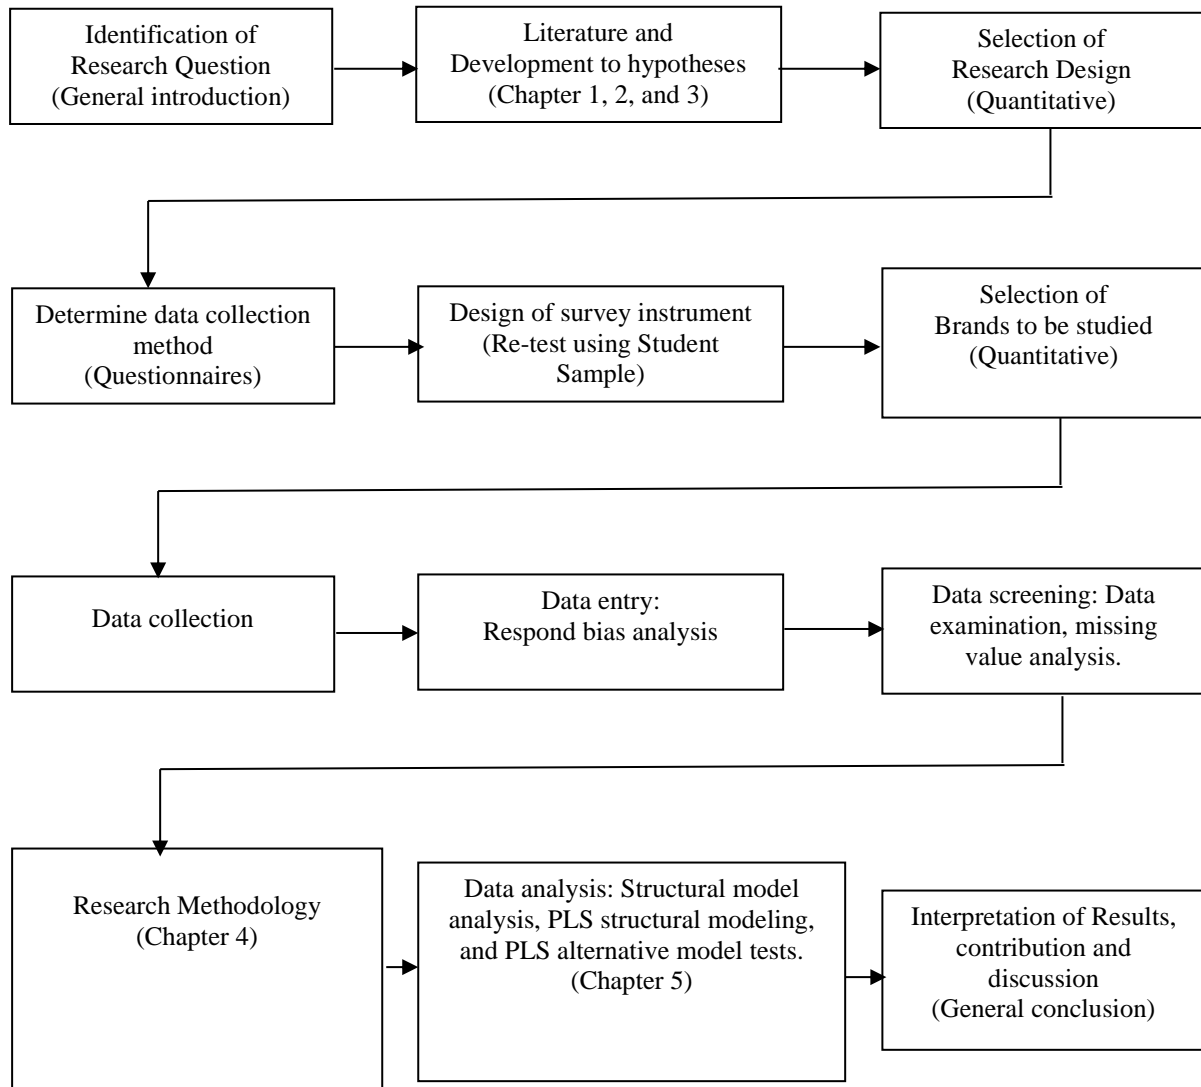 Identification of
Research Question
(General introduction)
Literature and
Development to hypotheses
(Chapter 1, 2, and 3)
Selection of
Research Design
(Quantitative)
Determine data collection
method
(Questionnaires)
Design of survey instrument
(Re-test using Student
Sample)
Selection of
Brands to be studied
(Quantitative)
Data collection
Data entry:
Respond bias analysis
Data screening: Data
examination, missing
value analysis.
Research Methodology
(Chapter 4)
Data analysis: Structural model
analysis, PLS structural modeling,
and PLS alternative model tests.
(Chapter 5)
Interpretation of Results,
contribution and
discussion
(General conclusion)